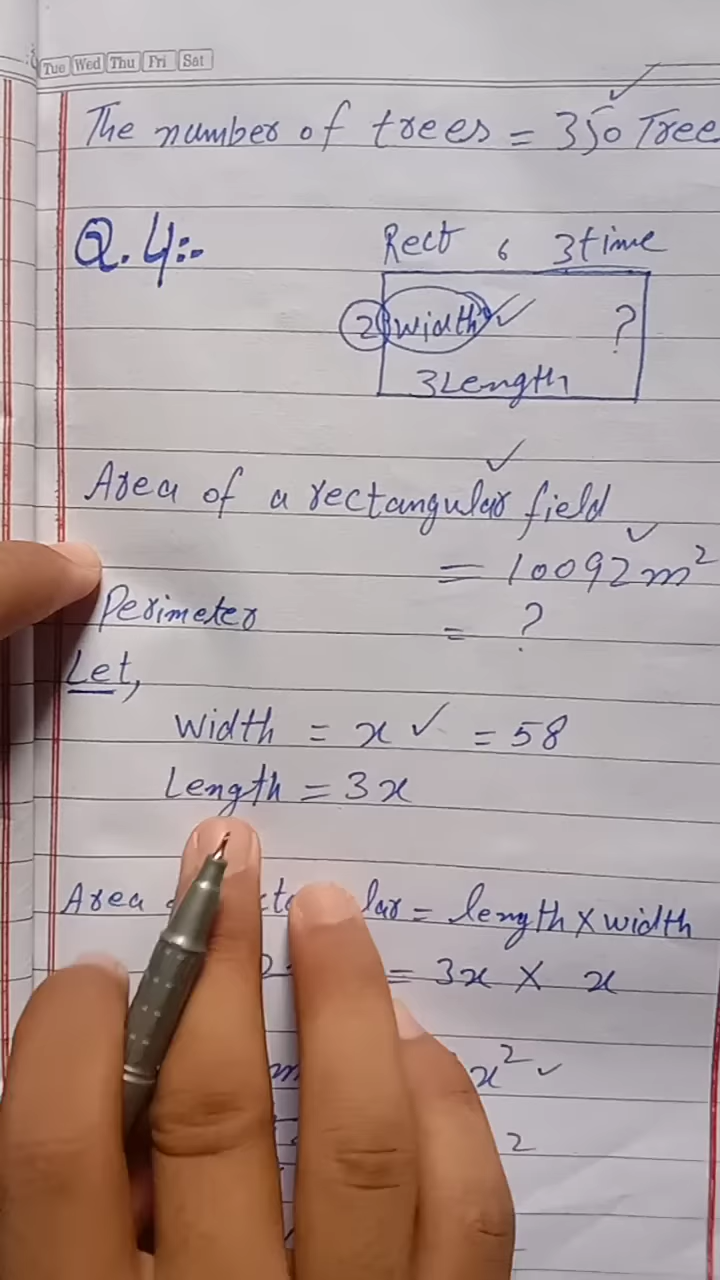 Tue Wed Thu Fri Sat
The number of trees = 350 Tree
Q.4:-
Rect 6 3time
2 width ?
3Length
Area of a rectangular field
= 10092m²
Perimeter = ?
Let,
width = x = 58
Length = 3x
Area lar = length x width
= 3x X x
m x²
2